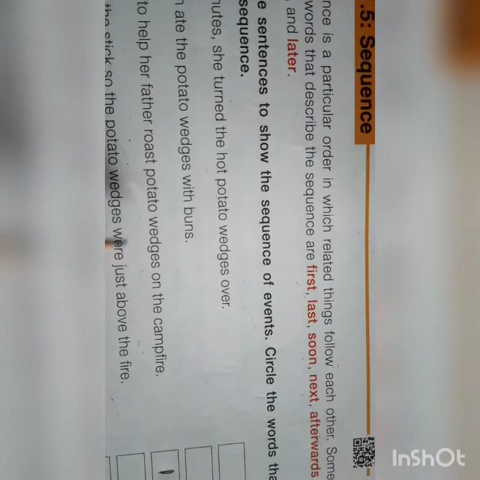 .5: Sequence
nce is a particular order in which related things follow each other. Some
words that describe the sequence are first, last, soon, next, afterwards
, and later.
e sentences to show the sequence of events. Circle the words tha
sequence.
nutes, she turned the hot potato wedges over.
ate the potato wedges with buns.
to help her father roast potato wedges on the campfire.
the stick so the potato wedges were just above the fire.
InShOt